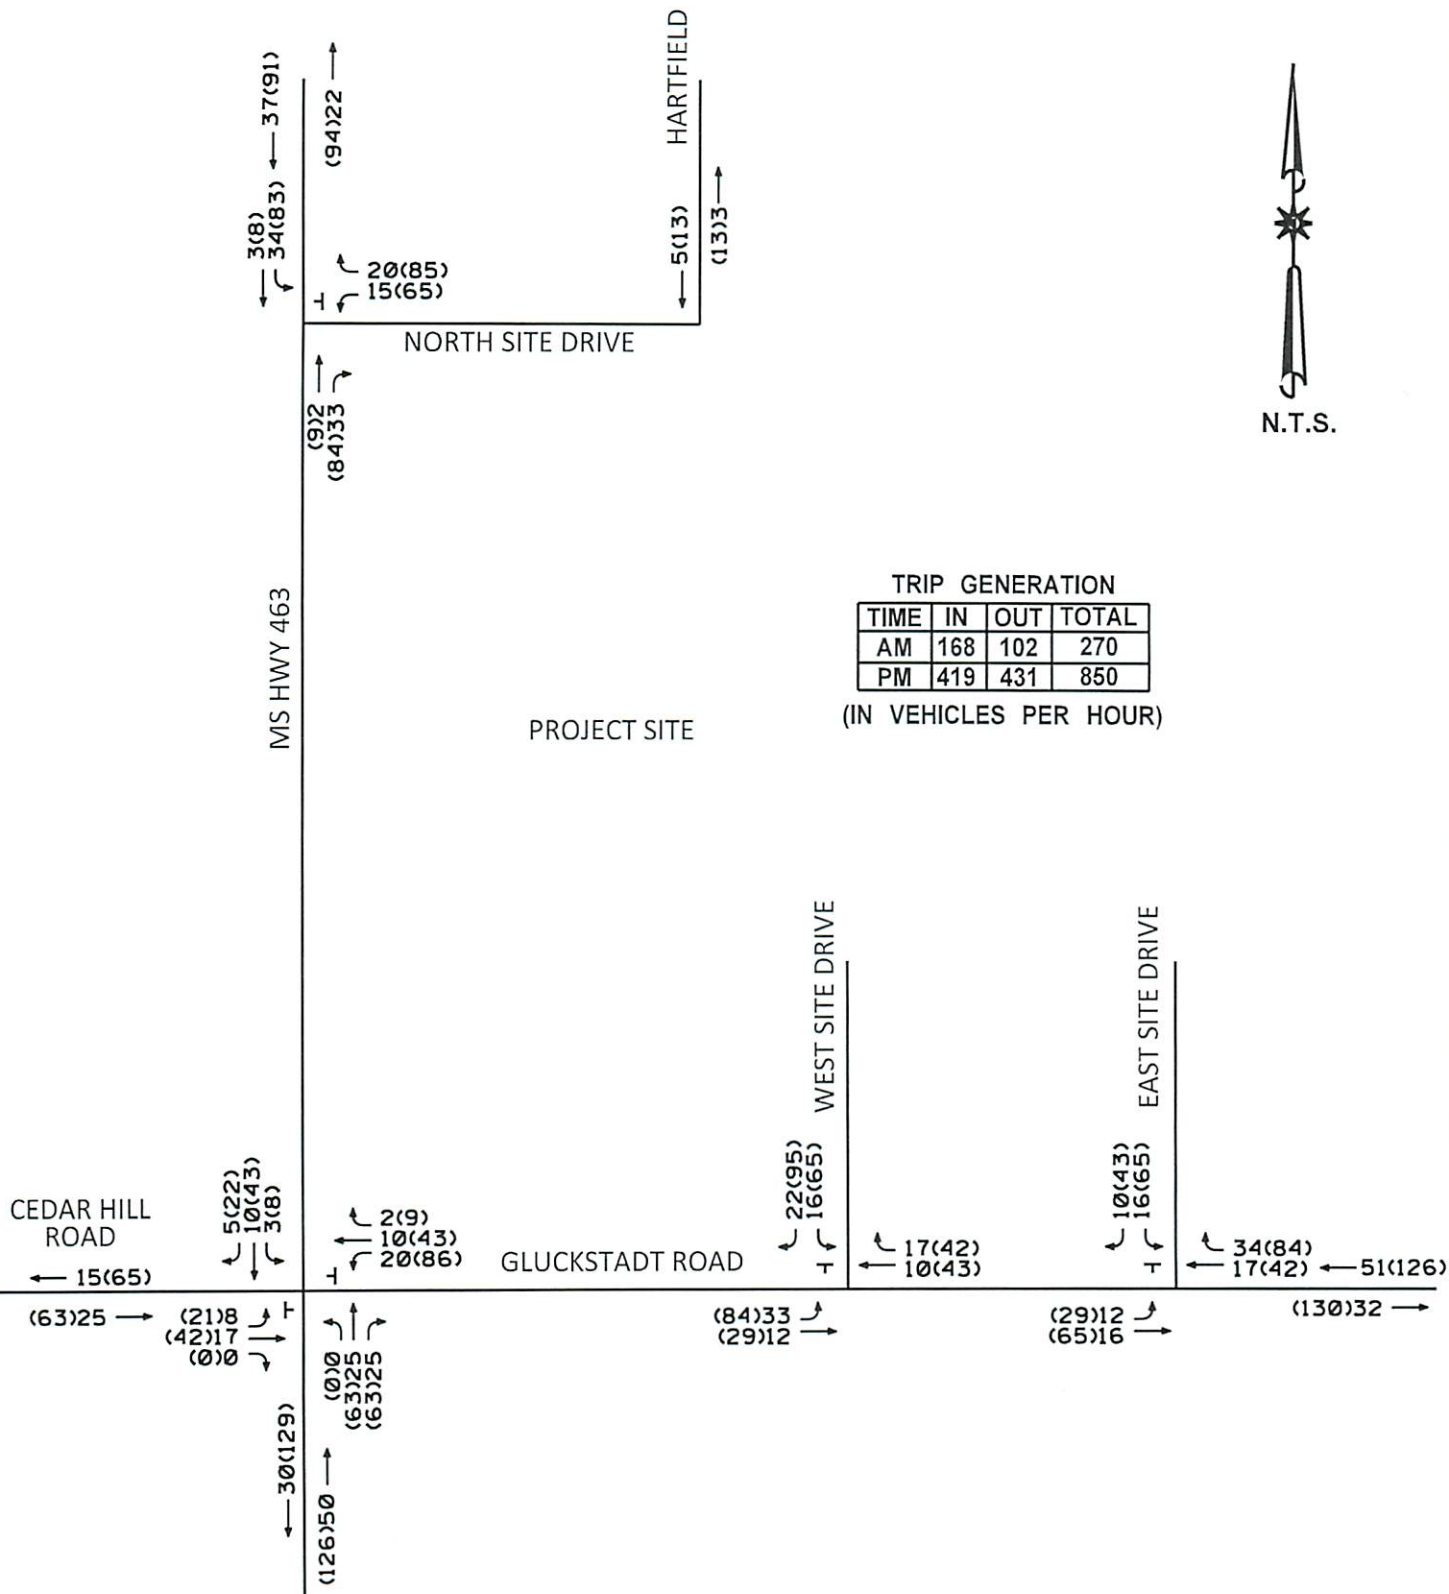 37(91)
(94)22
HARTFIELD
3(8)
34(83)
5(13)
(13)3
20(85)
15(65)
NORTH SITE DRIVE
(9)2
(84)33
N.T.S.
MS HWY 463
TRIP GENERATION
TIME IN OUT TOTAL
AM 168 102 270
PM 419 431 850
(IN VEHICLES PER HOUR)
PROJECT SITE
WEST SITE DRIVE
EAST SITE DRIVE
CEDAR HILL
ROAD
5(22)
10(43)
3(8)
2(9)
10(43)
20(86)
GLUCKSTADT ROAD
22(95)
16(65)
17(42)
10(43)
10(43)
16(65)
34(84)
17(42)
51(126)
15(65)
(63)25
(21)8
(42)17
(0)0
(0)0
(63)25
(63)25
(84)33
(29)12
(29)12
(65)16
(130)32
30(129)
(126)50